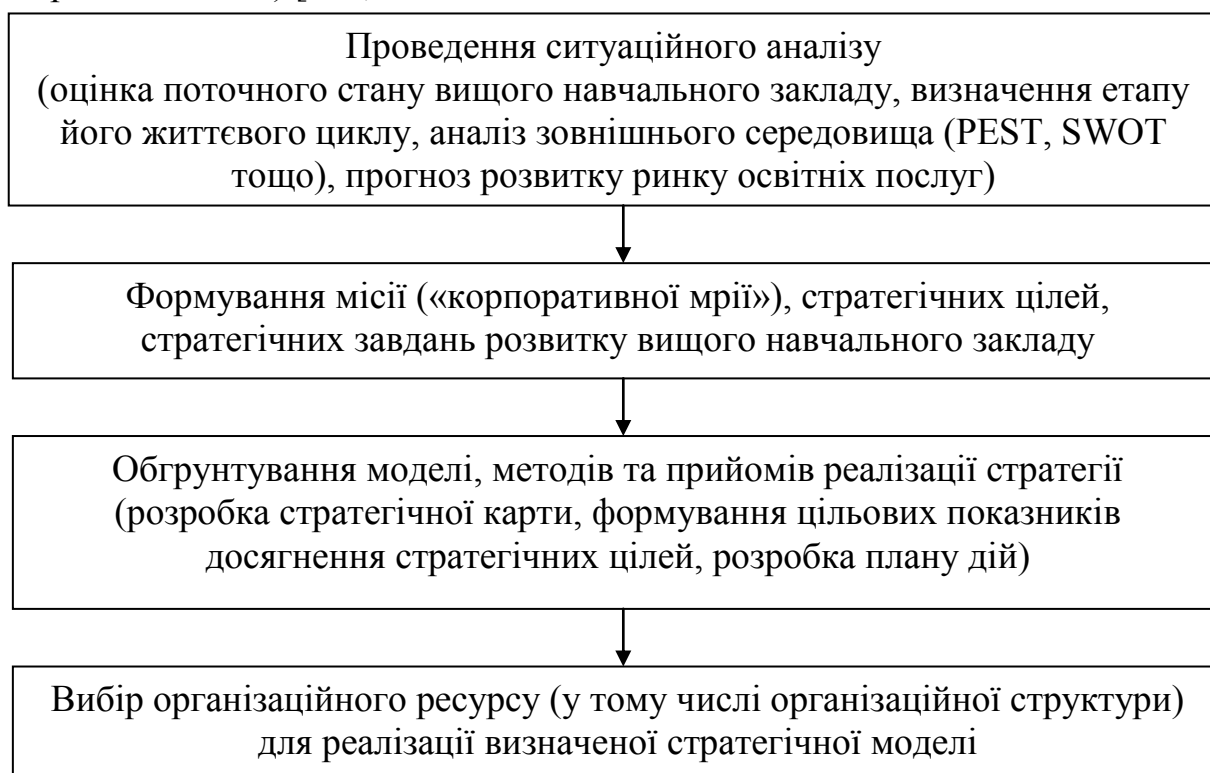 Проведення ситуаційного аналізу
(оцінка поточного стану вищого навчального закладу, визначення етапу
його життєвого циклу, аналіз зовнішнього середовища (PEST, SWOT
тощо), прогноз розвитку ринку освітніх послуг)
Формування місії («корпоративної мрії»), стратегічних цілей,
стратегічних завдань розвитку вищого навчального закладу
Обгрунтування моделі, методів та прийомів реалізації стратегії
(розробка стратегічної карти, формування цільових показників
досягнення стратегічних цілей, розробка плану дій)
Вибір організаційного ресурсу (у тому числі організаційної структури)
для реалізації визначеної стратегічної моделі